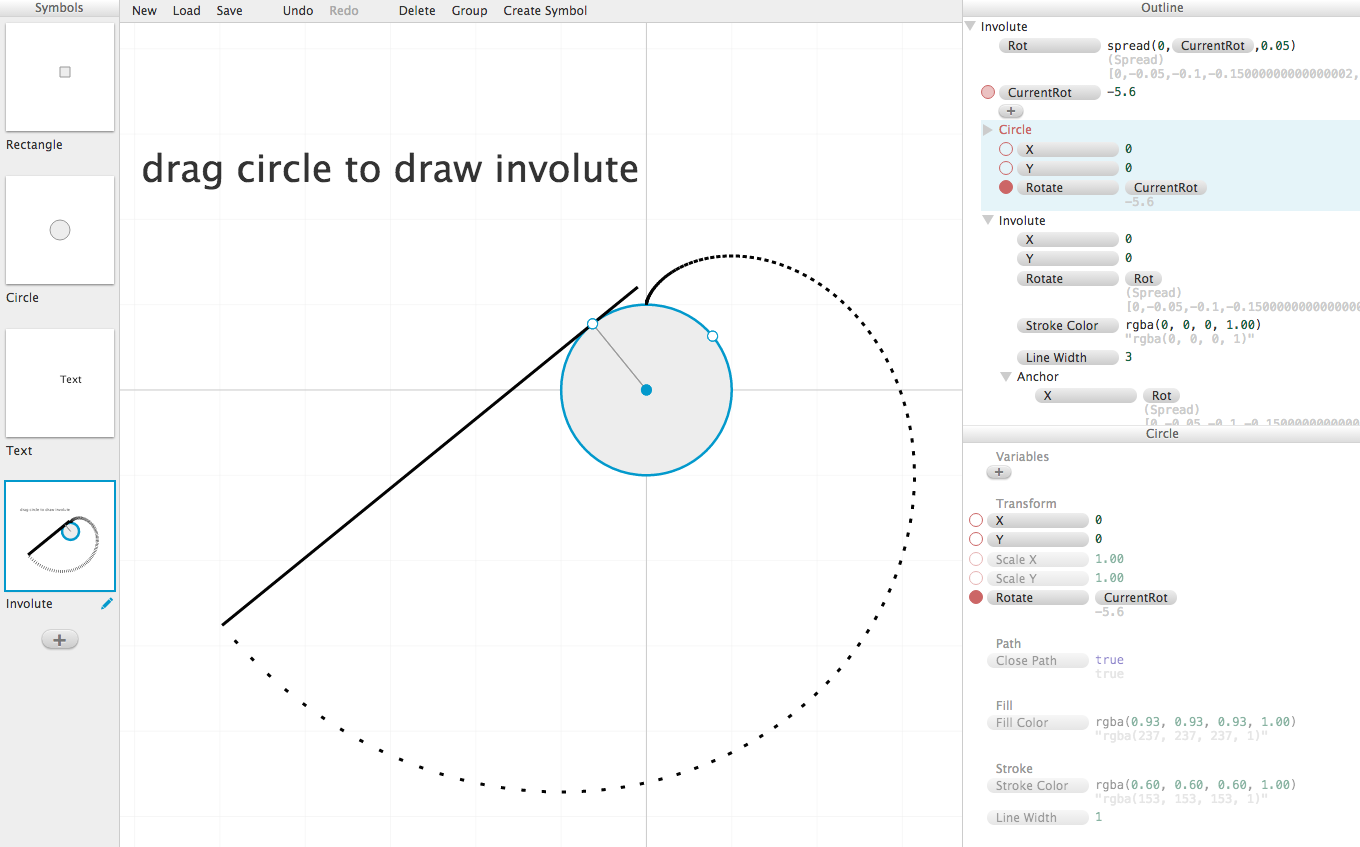 Symbols
Rectangle
Circle
Text
Text
drag circle to draw involute
Involute
New Load Save Undo Redo Delete Group Create Symbol
drag circle to draw involute
Outline
Involute
Rot spread(0, CurrentRot ,0.05)
(Spread)
[0,-0.05,-0.1,-0.15000000000000002,
CurrentRot -5.6
+
Circle
X 0
Y 0
Rotate CurrentRot
-5.6
Involute
X 0
Y 0
Rotate Rot
(Spread)
[0,-0.05,-0.1,-0.1500000000000000
Stroke Color rgba(0, 0, 0, 1.00)
"rgba(0, 0, 0, 1)"
Line Width 3
Anchor
X Rot
(Spread)
Circle
Variables
+
Transform
X 0
Y 0
Scale X 1.00
Scale Y 1.00
Rotate CurrentRot
-5.6
Path
Close Path true
true
Fill
Fill Color rgba(0.93, 0.93, 0.93, 1.00)
"rgba(237, 237, 237, 1)"
Stroke
Stroke Color rgba(0.60, 0.60, 0.60, 1.00)
"rgba(153, 153, 153, 1)"
Line Width 1